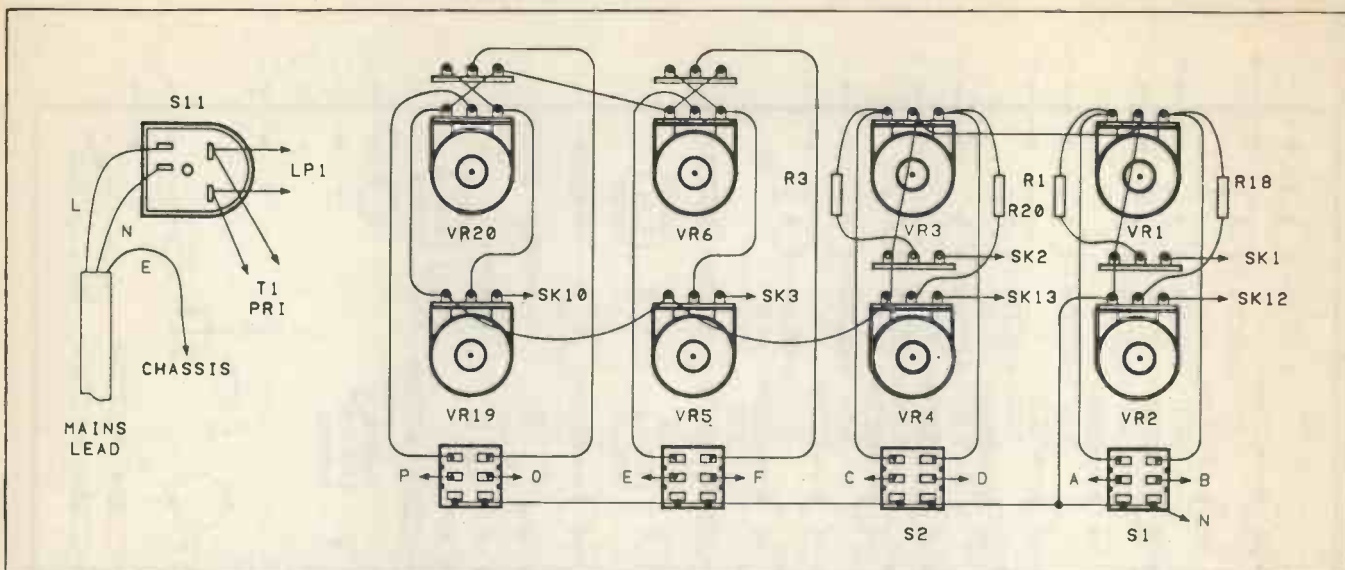 S11
LP1
L
N
E
T1
PRI
CHASSIS
MAINS
LEAD
VR20
VR6
R3
VR3
R20
R1
VR1
R18
SK2
SK1
SK10
SK3
SK13
SK12
VR19
VR5
VR4
VR2
P
O
E
F
C
D
A
B
N
S2
S1